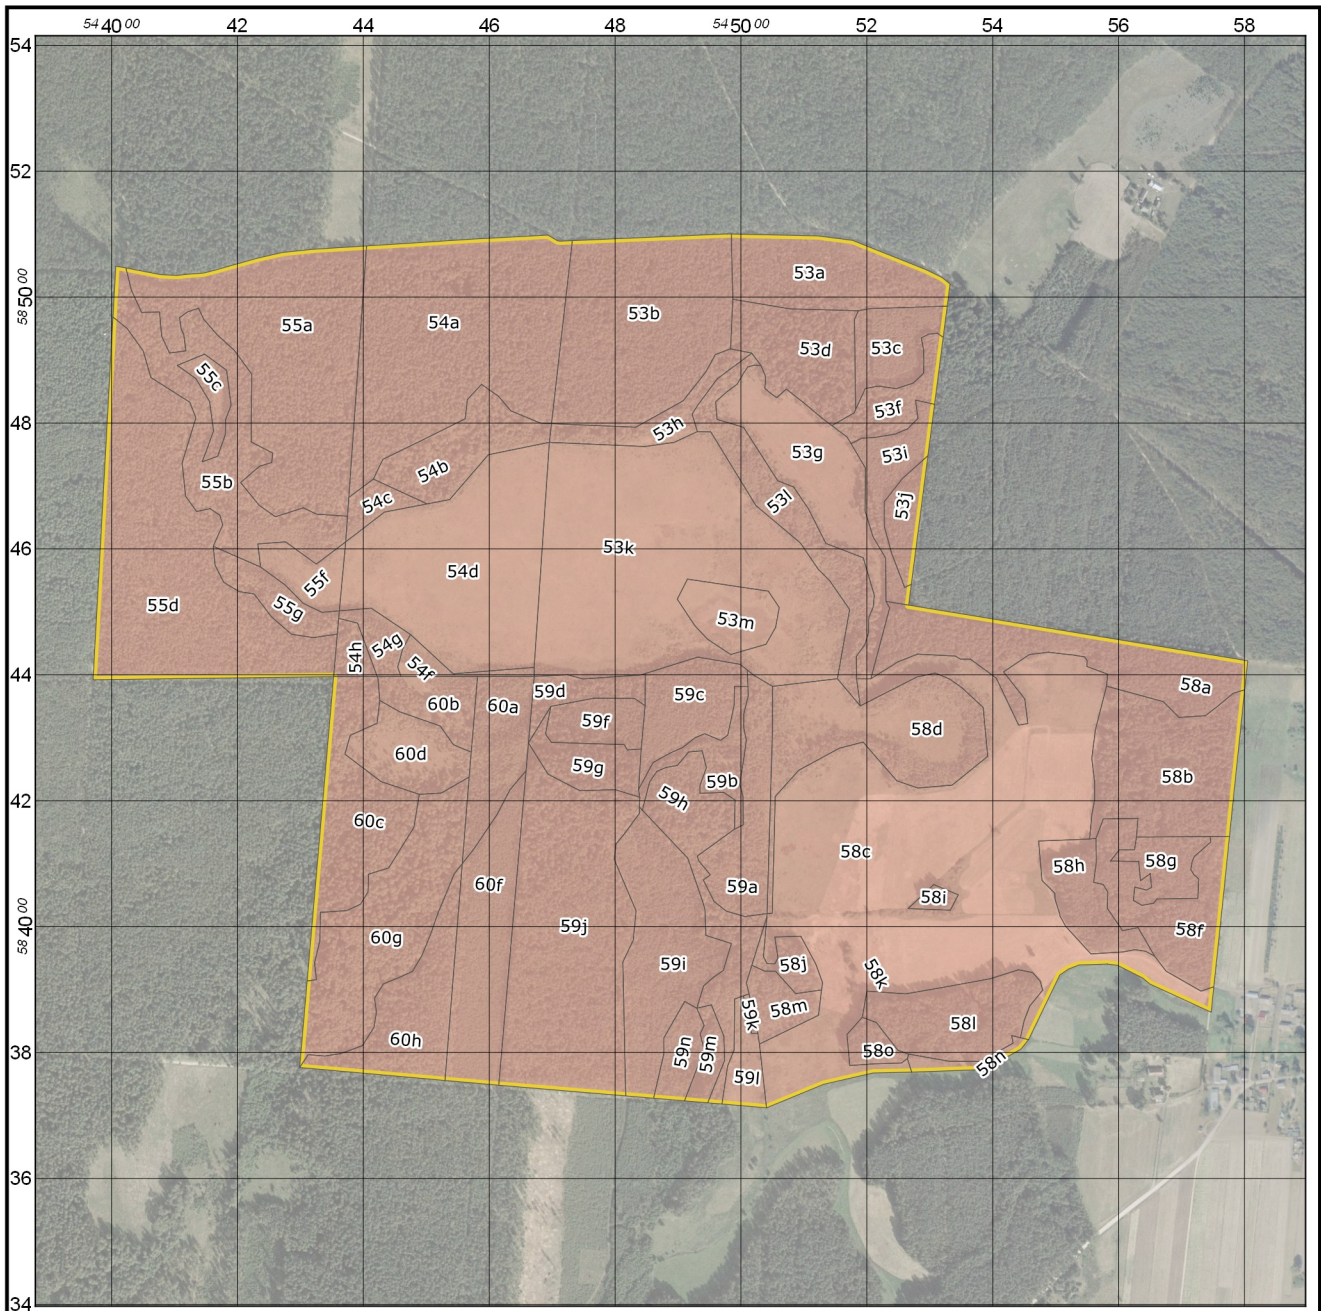 54 40 00 42 44 46 48 54 50 00 52 54 56 58
54
52
53a
58 50 00
53b
55a
54a
53d
53c
55c
53f
53h
53g
53i
54b
55b
54c
53l
53j
53k
54d
55f
55d
55g
53m
54g
54h
54f
58a
59d
59c
60b
60a
59f
58d
60d
59g
58b
59b
59h
60c
58c
58g
58h
60f
59a
58i
59j
58f
58 40 00
60g
59i
58j
58k
58m
59k
58l
60h
59n
59m
58o
58n
59l
48
46
44
42
38
36
34